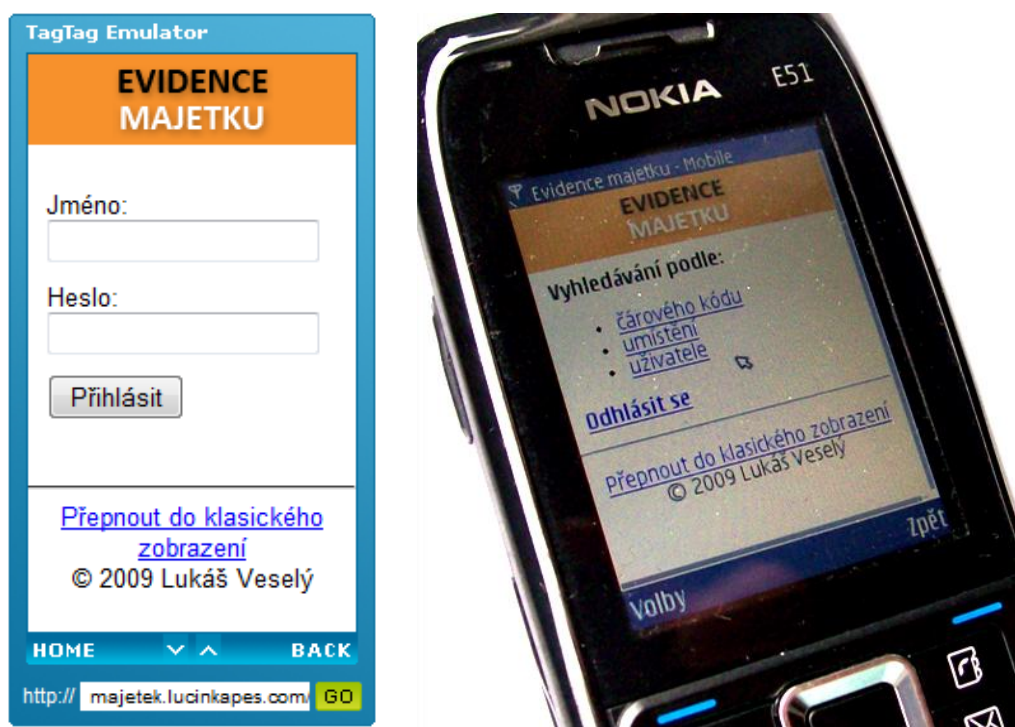 TagTag Emulator
EVIDENCE
MAJETKU
Jméno:
Heslo:
Přihlásit
Přepnout do klasického
zobrazení
© 2009 Lukáš Veselý
HOME
BACK
http:// majetek.lucinkapes.com/ GO
NOKIA E51
Evidence majetku - Mobile
EVIDENCE
MAJETKU
Vyhledávání podle:
čárového kódu
umístění
uživatele
Odhlásit se
Přepnout do klasického zobrazení
© 2009 Lukáš Veselý
Zpět
Volby